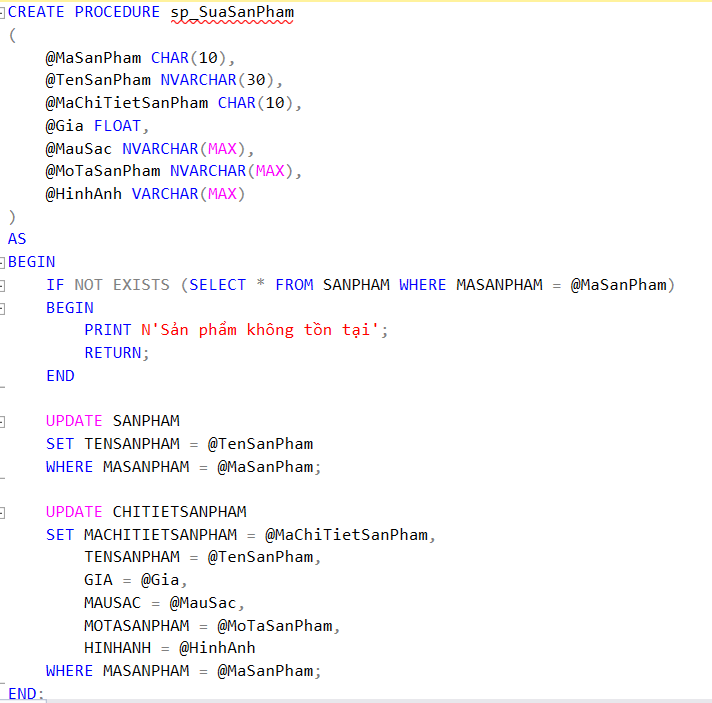 CREATE PROCEDURE sp_SuaSanPham
(
    @MaSanPham CHAR(10),
    @TenSanPham NVARCHAR(30),
    @MaChiTietSanPham CHAR(10),
    @Gia FLOAT,
    @MauSac NVARCHAR(MAX),
    @MoTaSanPham NVARCHAR(MAX),
    @HinhAnh VARCHAR(MAX)
)
AS
BEGIN
    IF NOT EXISTS (SELECT * FROM SANPHAM WHERE MASANPHAM = @MaSanPham)
    BEGIN
        PRINT N'Sản phẩm không tồn tại';
        RETURN;
    END

    UPDATE SANPHAM
    SET TENSANPHAM = @TenSanPham
    WHERE MASANPHAM = @MaSanPham;

    UPDATE CHITIETSANPHAM
    SET MACHITIETSANPHAM = @MaChiTietSanPham,
        TENSANPHAM = @TenSanPham,
        GIA = @Gia,
        MAUSAC = @MauSac,
        MOTASANPHAM = @MoTaSanPham,
        HINHANH = @HinhAnh
    WHERE MASANPHAM = @MaSanPham;
END;